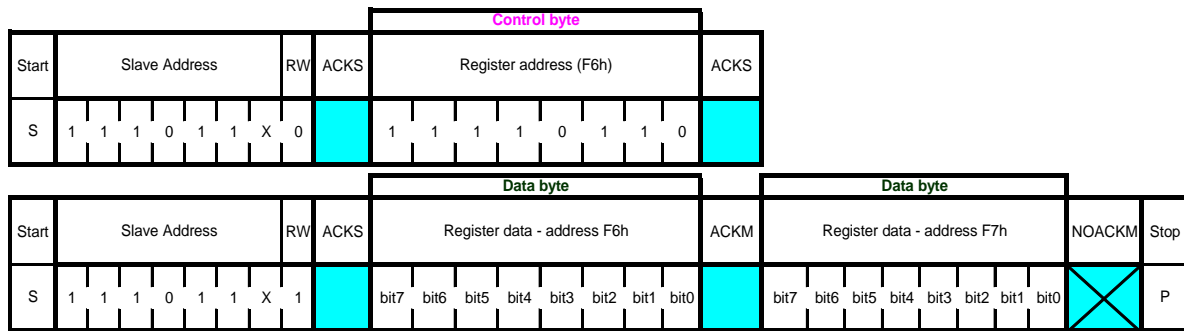 Control byte
Start Slave Address RW ACKS Register address (F6h) ACKS
S 1 1 1 0 1 1 X 0 1 1 1 1 0 1 1 0
Data byte Data byte
Start Slave Address RW ACKS Register data - address F6h ACKM Register data - address F7h NOACKM Stop
S 1 1 1 0 1 1 X 1 bit7 bit6 bit5 bit4 bit3 bit2 bit1 bit0 bit7 bit6 bit5 bit4 bit3 bit2 bit1 bit0 P